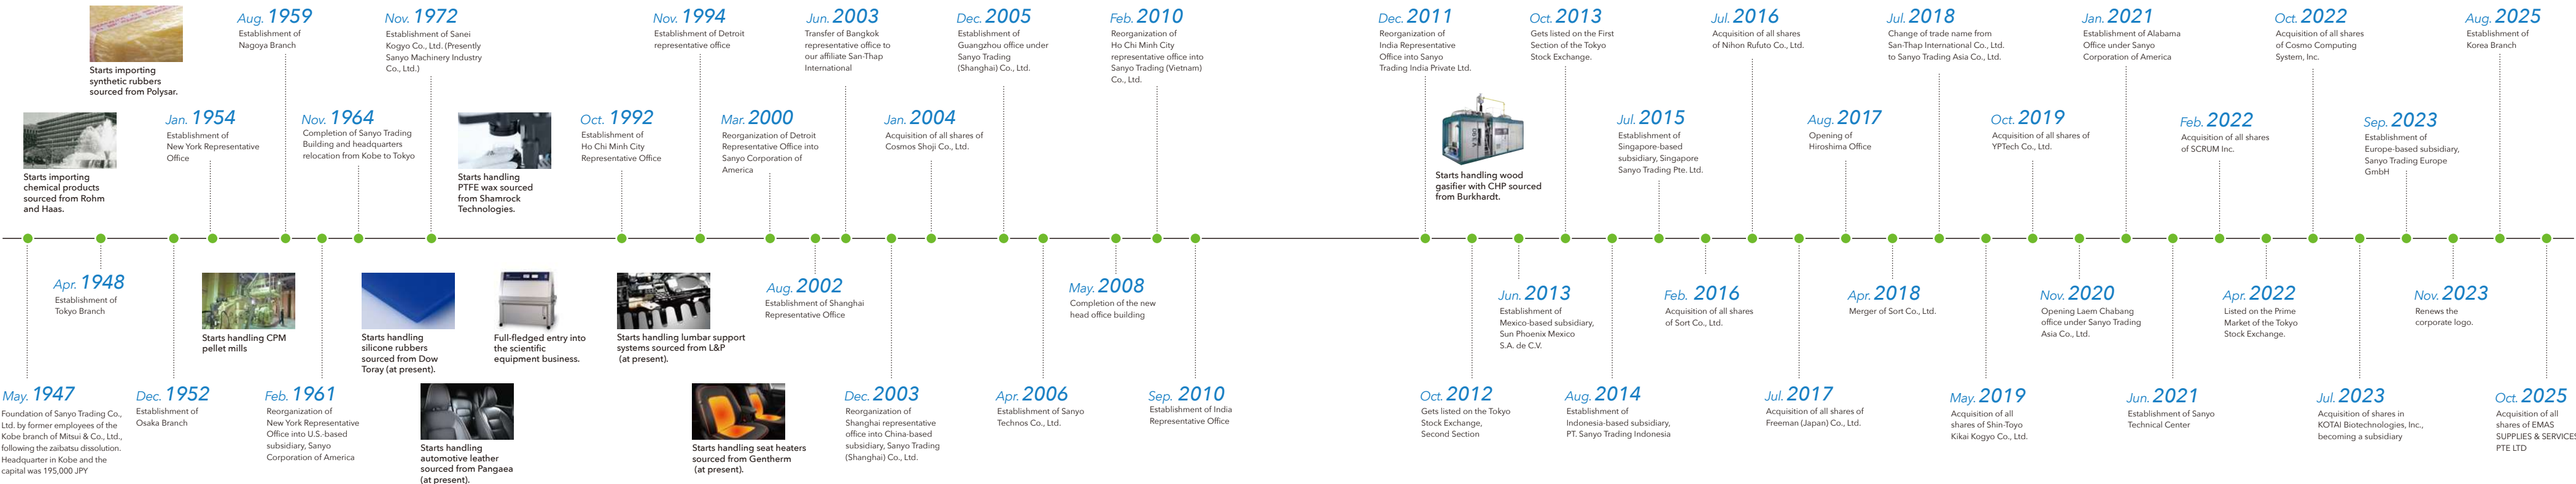 Starts importing
synthetic rubbers
sourced from Polysar.
Aug. 1959
Establishment of
Nagoya Branch
Nov. 1972
Establishment of Sanei
Kogyo Co., Ltd. (Presently
Sanyo Machinery Industry
Co., Ltd.)
Nov. 1994
Establishment of Detroit
representative office
Jun. 2003
Transfer of Bangkok
representative office to
our affiliate San-Thap
International
Dec. 2005
Establishment of
Guangzhou office under
Sanyo Trading
(Shanghai) Co., Ltd.
Feb. 2010
Reorganization of
Ho Chi Minh City
representative office into
Sanyo Trading (Vietnam)
Co., Ltd.
Dec. 2011
Reorganization of
India Representative
Office into Sanyo
Trading India Private Ltd.
Oct. 2013
Gets listed on the First
Section of the Tokyo
Stock Exchange.
Jul. 2016
Acquisition of all shares
of Nihon Rufuto Co., Ltd.
Jul. 2018
Change of trade name from
San-Thap International Co., Ltd.
to Sanyo Trading Asia Co., Ltd.
Jan. 2021
Establishment of Alabama
Office under Sanyo
Corporation of America
Oct. 2022
Acquisition of all shares
of Cosmo Computing
System, Inc.
Aug. 2025
Establishment of
Korea Branch
Starts importing
chemical products
sourced from Rohm
and Haas.
Jan. 1954
Establishment of
New York Representative
Office
Nov. 1964
Completion of Sanyo Trading
Building and headquarters
relocation from Kobe to Tokyo
Starts handling
PTFE wax sourced
from Shamrock
Technologies.
Oct. 1992
Establishment of
Ho Chi Minh City
Representative Office
Mar. 2000
Reorganization of Detroit
Representative Office into
Sanyo Corporation of
America
Jan. 2004
Acquisition of all shares of
Cosmos Shoji Co., Ltd.
Starts handling wood
gasifier with CHP sourced
from Burkhardt.
Jul. 2015
Establishment of
Singapore-based
subsidiary, Singapore
Sanyo Trading Pte. Ltd.
Aug. 2017
Opening of
Hiroshima Office
Oct. 2019
Acquisition of all shares of
YPTech Co., Ltd.
Feb. 2022
Acquisition of all shares
of SCRUM Inc.
Sep. 2023
Establishment of
Europe-based subsidiary,
Sanyo Trading Europe
GmbH
Apr. 1948
Establishment of
Tokyo Branch
Starts handling CPM
pellet mills
Starts handling
silicone rubbers
sourced from Dow
Toray (at present).
Full-fledged entry into
the scientific
equipment business.
Starts handling lumbar support
systems sourced from L&P
(at present).
Aug. 2002
Establishment of Shanghai
Representative Office
May. 2008
Completion of the new
head office building
Jun. 2013
Establishment of
Mexico-based subsidiary,
Sun Phoenix Mexico
S.A. de C.V.
Feb. 2016
Acquisition of all shares
of Sort Co., Ltd.
Apr. 2018
Merger of Sort Co., Ltd.
Nov. 2020
Opening Laem Chabang
office under Sanyo Trading
Asia Co., Ltd.
Apr. 2022
Listed on the Prime
Market of the Tokyo
Stock Exchange.
Nov. 2023
Renews the
corporate logo.
May. 1947
Foundation of Sanyo Trading Co.,
Ltd. by former employees of the
Kobe branch of Mitsui & Co., Ltd.,
following the zaibatsu dissolution.
Headquarter in Kobe and the
capital was 195,000 JPY
Dec. 1952
Establishment of
Osaka Branch
Feb. 1961
Reorganization of
New York Representative
Office into U.S.-based
subsidiary, Sanyo
Corporation of America
Starts handling
automotive leather
sourced from Pangaea
(at present).
Starts handling seat heaters
sourced from Gentherm
(at present).
Dec. 2003
Reorganization of
Shanghai representative
office into China-based
subsidiary, Sanyo Trading
(Shanghai) Co., Ltd.
Apr. 2006
Establishment of Sanyo
Technos Co., Ltd.
Sep. 2010
Establishment of India
Representative Office
Oct. 2012
Gets listed on the Tokyo
Stock Exchange,
Second Section
Aug. 2014
Establishment of
Indonesia-based subsidiary,
PT. Sanyo Trading Indonesia
Jul. 2017
Acquisition of all shares of
Freeman (Japan) Co., Ltd.
May. 2019
Acquisition of all
shares of Shin-Toyo
Kikai Kogyo Co., Ltd.
Jun. 2021
Establishment of Sanyo
Technical Center
Jul. 2023
Acquisition of shares in
KOTAI Biotechnologies, Inc.,
becoming a subsidiary
Oct. 2025
Acquisition of all
shares of EMAS
SUPPLIES & SERVICES
PTE LTD